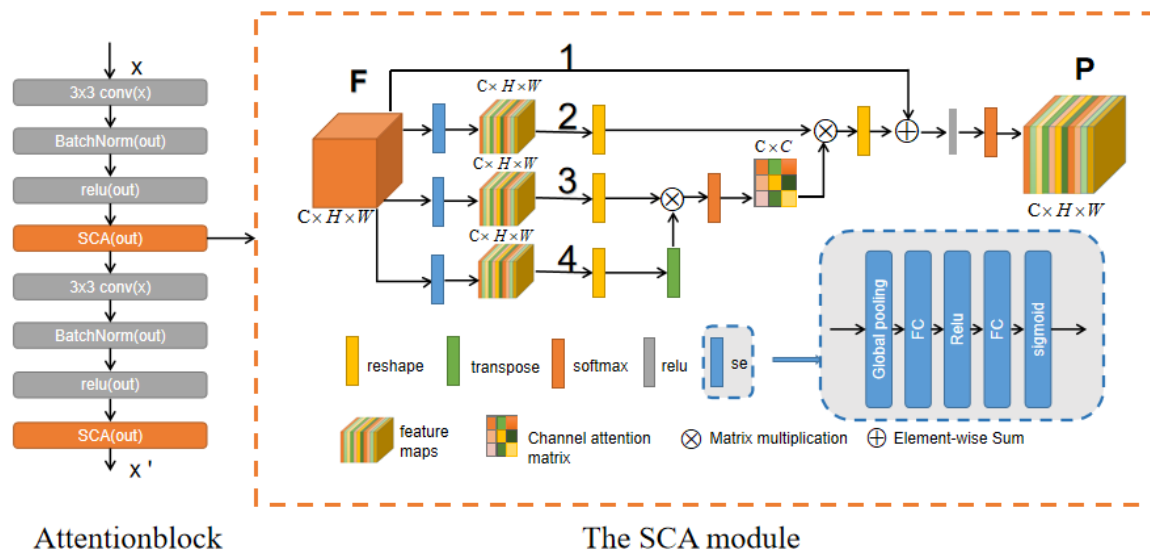 x
3x3 conv(x)
BatchNorm(out)
relu(out)
SCA(out)
3x3 conv(x)
BatchNorm(out)
relu(out)
SCA(out)
x '
Attentionblock
F
C× H×W
1
C× H×W
2
C× H×W
3
C× H×W
4
C× C
P
C× H×W
Global pooling
FC
Relu
FC
sigmoid
reshape
transpose
softmax
relu
se
feature
maps
Channel attention
matrix
Matrix multiplication
Element-wise Sum
The SCA module